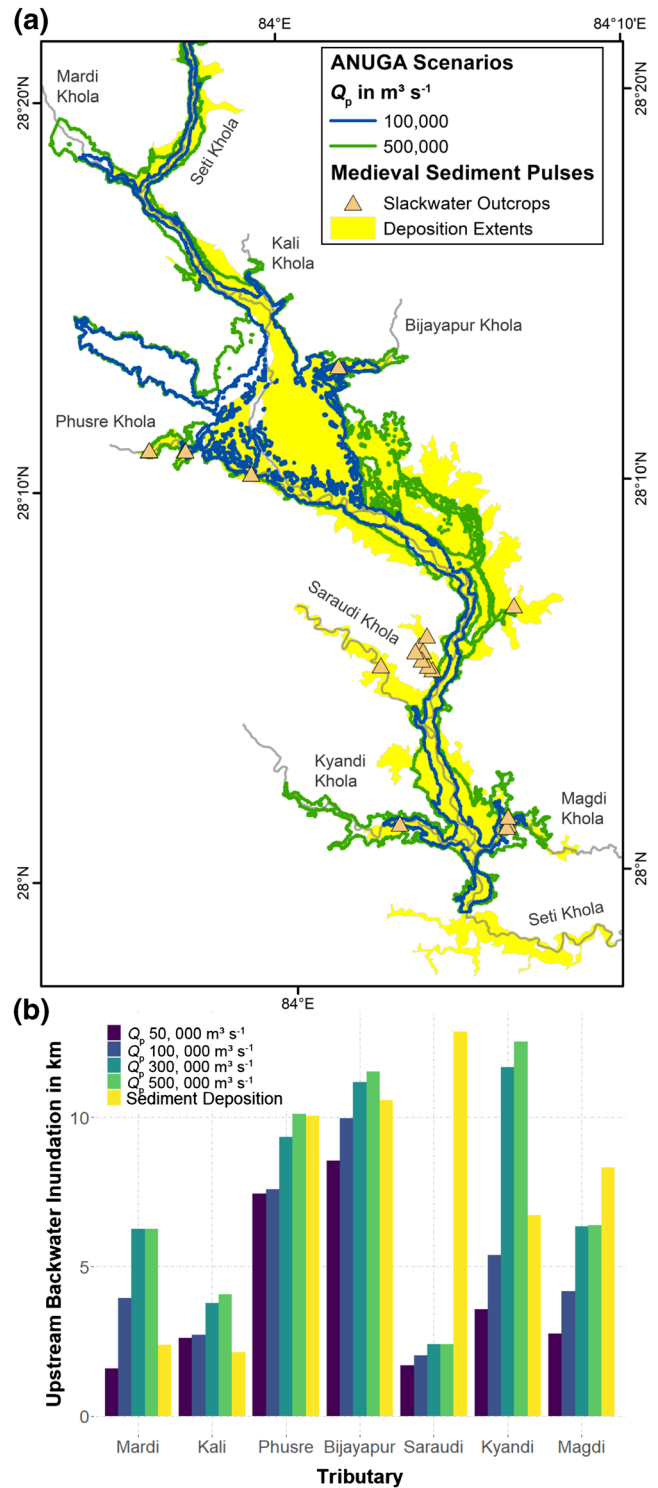 (a)
84°E
84°10'E
28°20'N
28°20'N
Mardi
Khola
Seti Khola
ANUGA Scenarios
Qp in m³ s⁻¹
100,000
500,000
Medieval Sediment Pulses
Slackwater Outcrops
Deposition Extents
Kali
Khola
Bijayapur Khola
Phusre Khola
28°10'N
28°10'N
Saraudi Khola
Kyandi
Khola
Magdi
Khola
28°N
28°N
Seti Khola
84°E
(b)
Qp 50, 000 m³ s⁻¹
Qp 100, 000 m³ s⁻¹
Qp 300, 000 m³ s⁻¹
Qp 500, 000 m³ s⁻¹
Sediment Deposition
Upstream Backwater Inundation in km
10
5
0
Mardi Kali Phusre Bijayapur Saraudi Kyandi Magdi
Tributary